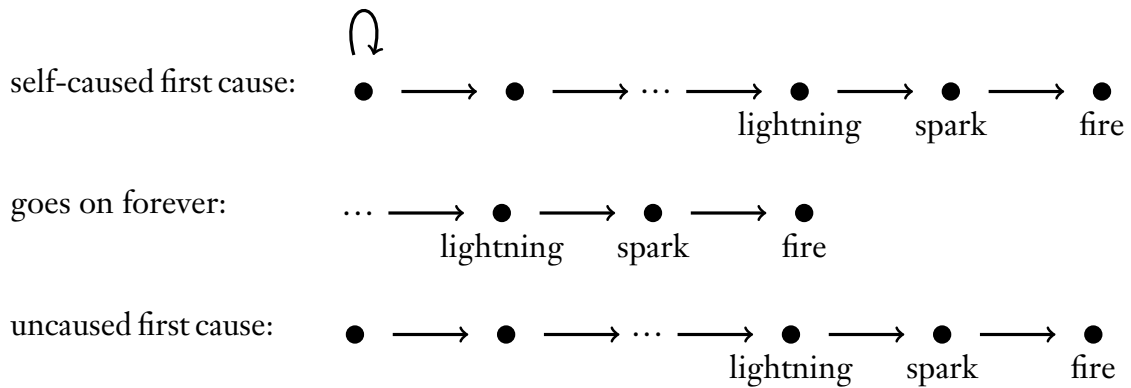 self-caused first cause:
...
lightning spark fire
goes on forever:
...
lightning spark fire
uncaused first cause:
...
lightning spark fire